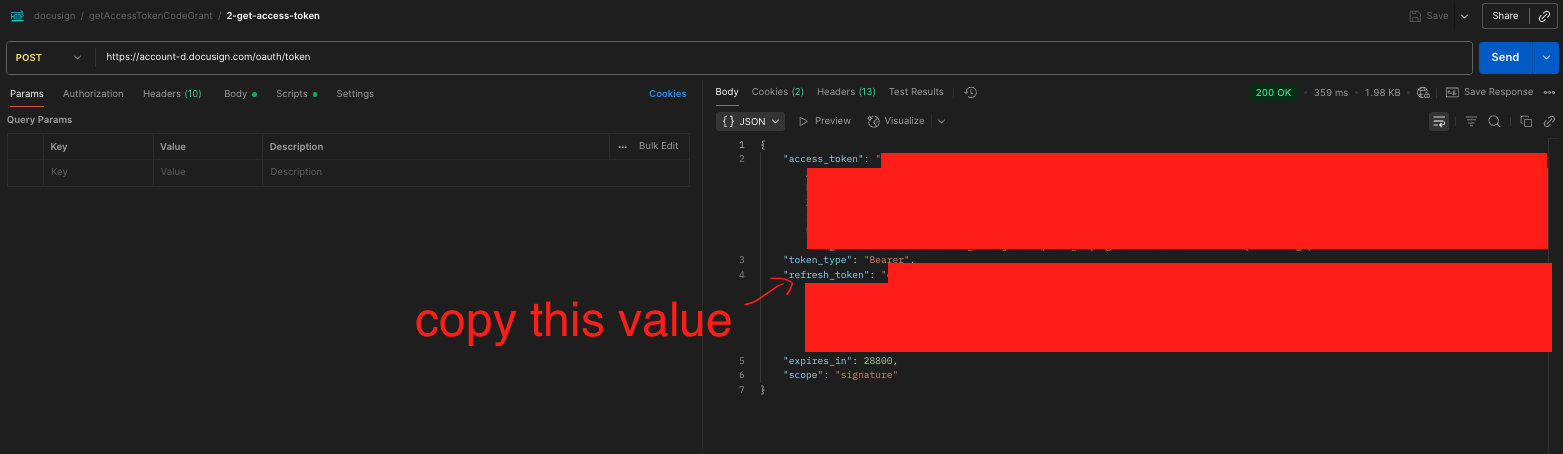 docusign / getAccessTokenCodeGrant / 2-get-access-token
Save
Share
POST
https://account-d.docusign.com/oauth/token
Send
Params Authorization Headers (10) Body Scripts Settings Cookies
Query Params
Key Value Description Bulk Edit
Key Value Description
Body Cookies (2) Headers (13) Test Results
200 OK 359 ms 1.98 KB Save Response
{} JSON Preview Visualize
1 {
2 "access_token": "
3 "token_type": "Bearer",
4 "refresh_token": "
copy this value
5 "expires_in": 28800,
6 "scope": "signature"
7 }